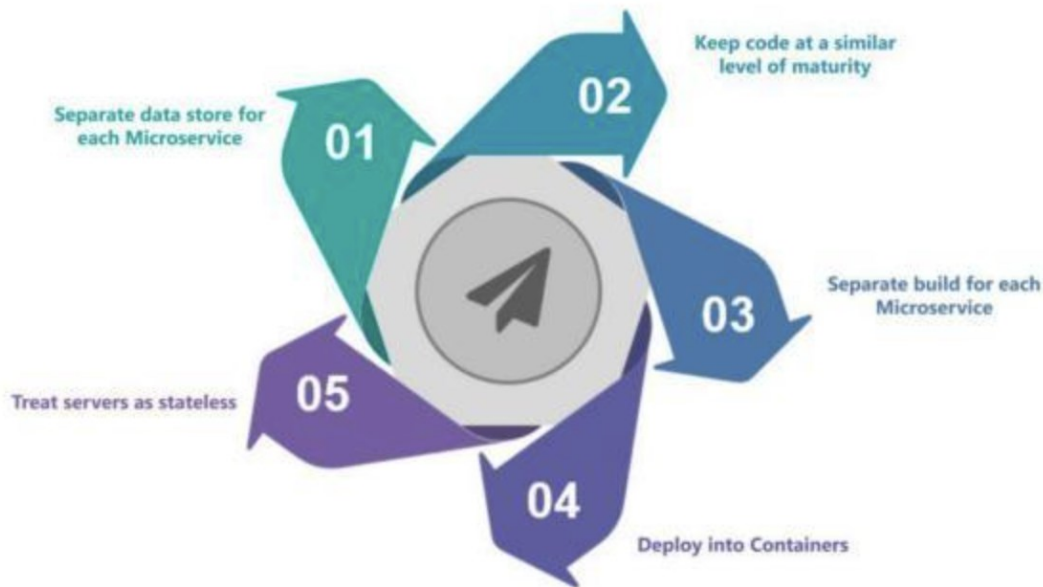 01
Separate data store for
each Microservice
02
Keep code at a similar
level of maturity
03
Separate build for each
Microservice
04
Deploy into Containers
05
Treat servers as stateless